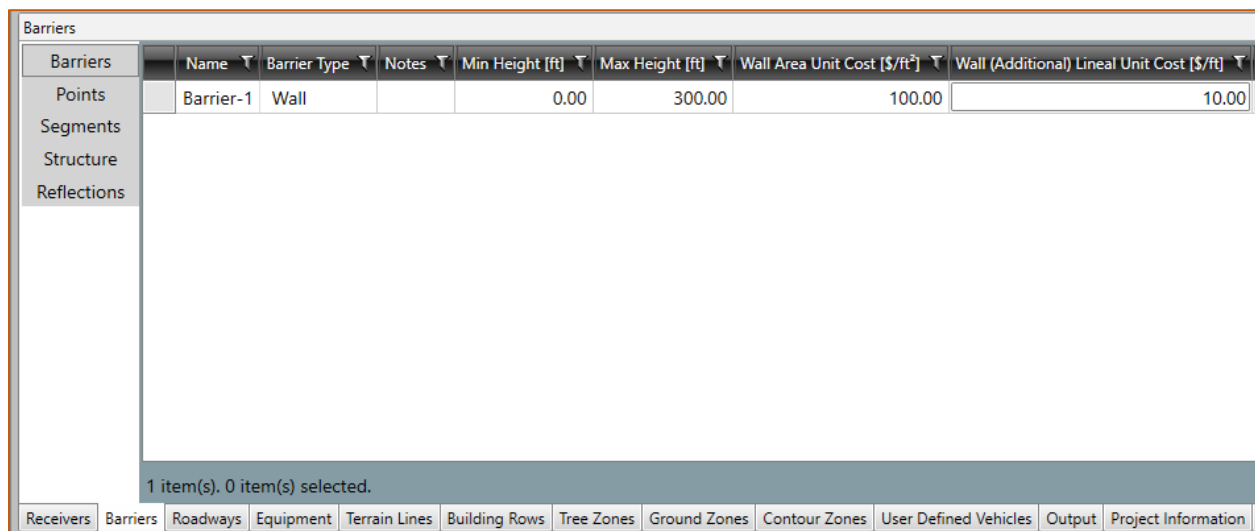 Barriers
Barriers
Points
Segments
Structure
Reflections
Name Barrier Type Notes Min Height [ft] Max Height [ft] Wall Area Unit Cost [$/ft²] Wall (Additional) Lineal Unit Cost [$/ft]
Barrier-1 Wall 0.00 300.00 100.00 10.00
1 item(s). 0 item(s) selected.
Receivers Barriers Roadways Equipment Terrain Lines Building Rows Tree Zones Ground Zones Contour Zones User Defined Vehicles Output Project Information